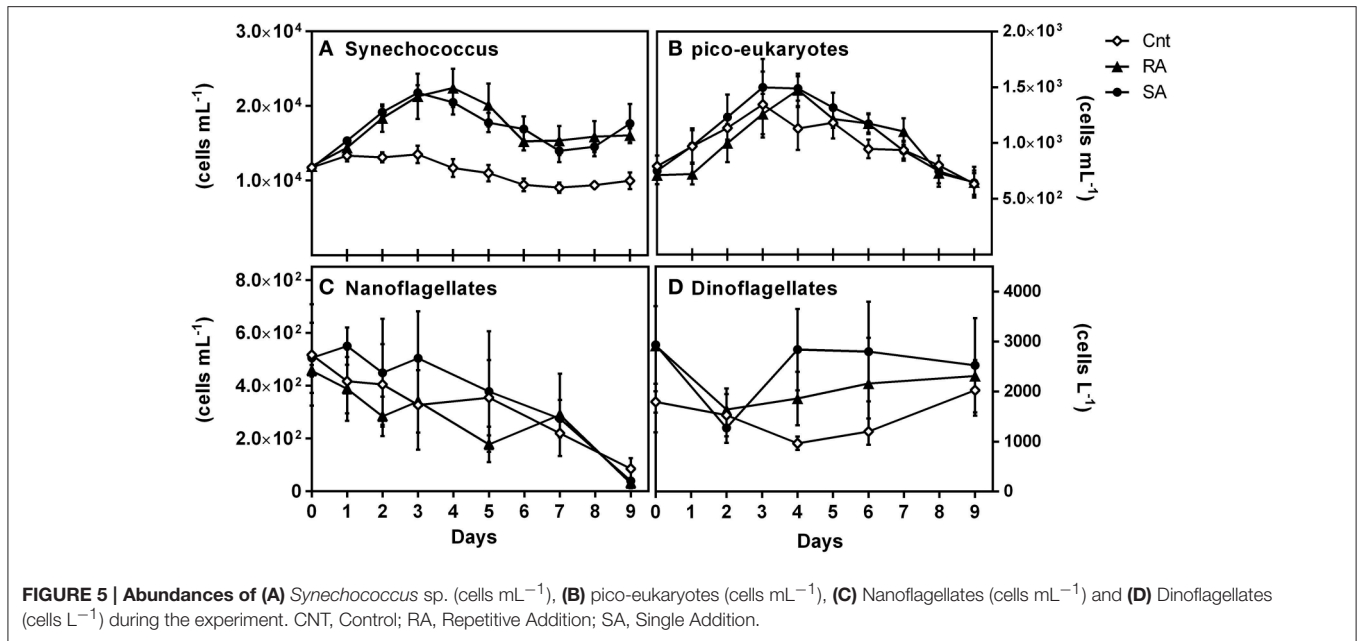 A Synechococcus
3.0×10⁴
2.0×10⁴
1.0×10⁴
(cells mL⁻¹)
B pico-eukaryotes
2.0×10³
1.5×10³
1.0×10³
5.0×10²
(cells mL⁻¹)
Cnt
RA
SA
C Nanoflagellates
8.0×10²
6.0×10²
4.0×10²
2.0×10²
0
(cells mL⁻¹)
0 1 2 3 4 5 6 7 8 9
Days
D Dinoflagellates
4000
3000
2000
1000
0
(cells L⁻¹)
0 1 2 3 4 5 6 7 8 9
Days
FIGURE 5 | Abundances of (A) Synechococcus sp. (cells mL⁻¹), (B) pico-eukaryotes (cells mL⁻¹), (C) Nanoflagellates (cells mL⁻¹) and (D) Dinoflagellates
(cells L⁻¹) during the experiment. CNT, Control; RA, Repetitive Addition; SA, Single Addition.